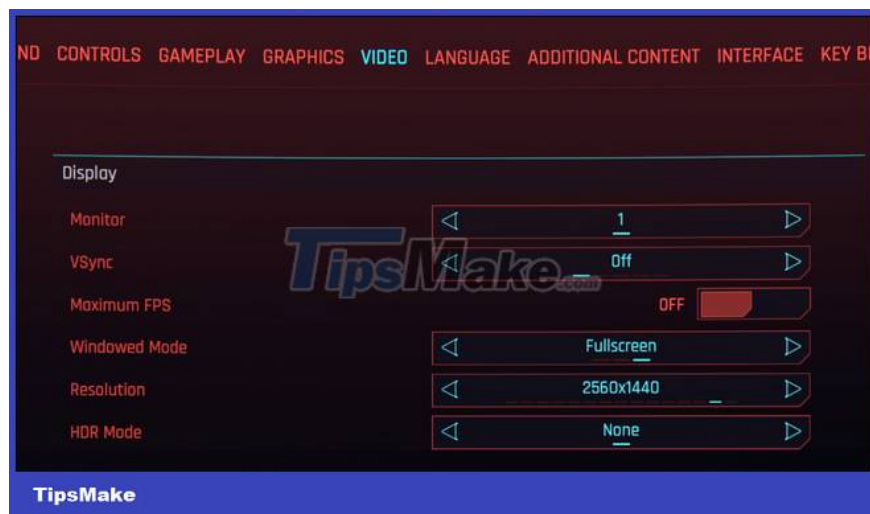 ND CONTROLS GAMEPLAY GRAPHICS VIDEO LANGUAGE ADDITIONAL CONTENT INTERFACE KEY B
Display
Monitor 1
VSync Off
TipsMake.com
Maximum FPS OFF
Windowed Mode Fullscreen
Resolution 2560x1440
HDR Mode None
TipsMake